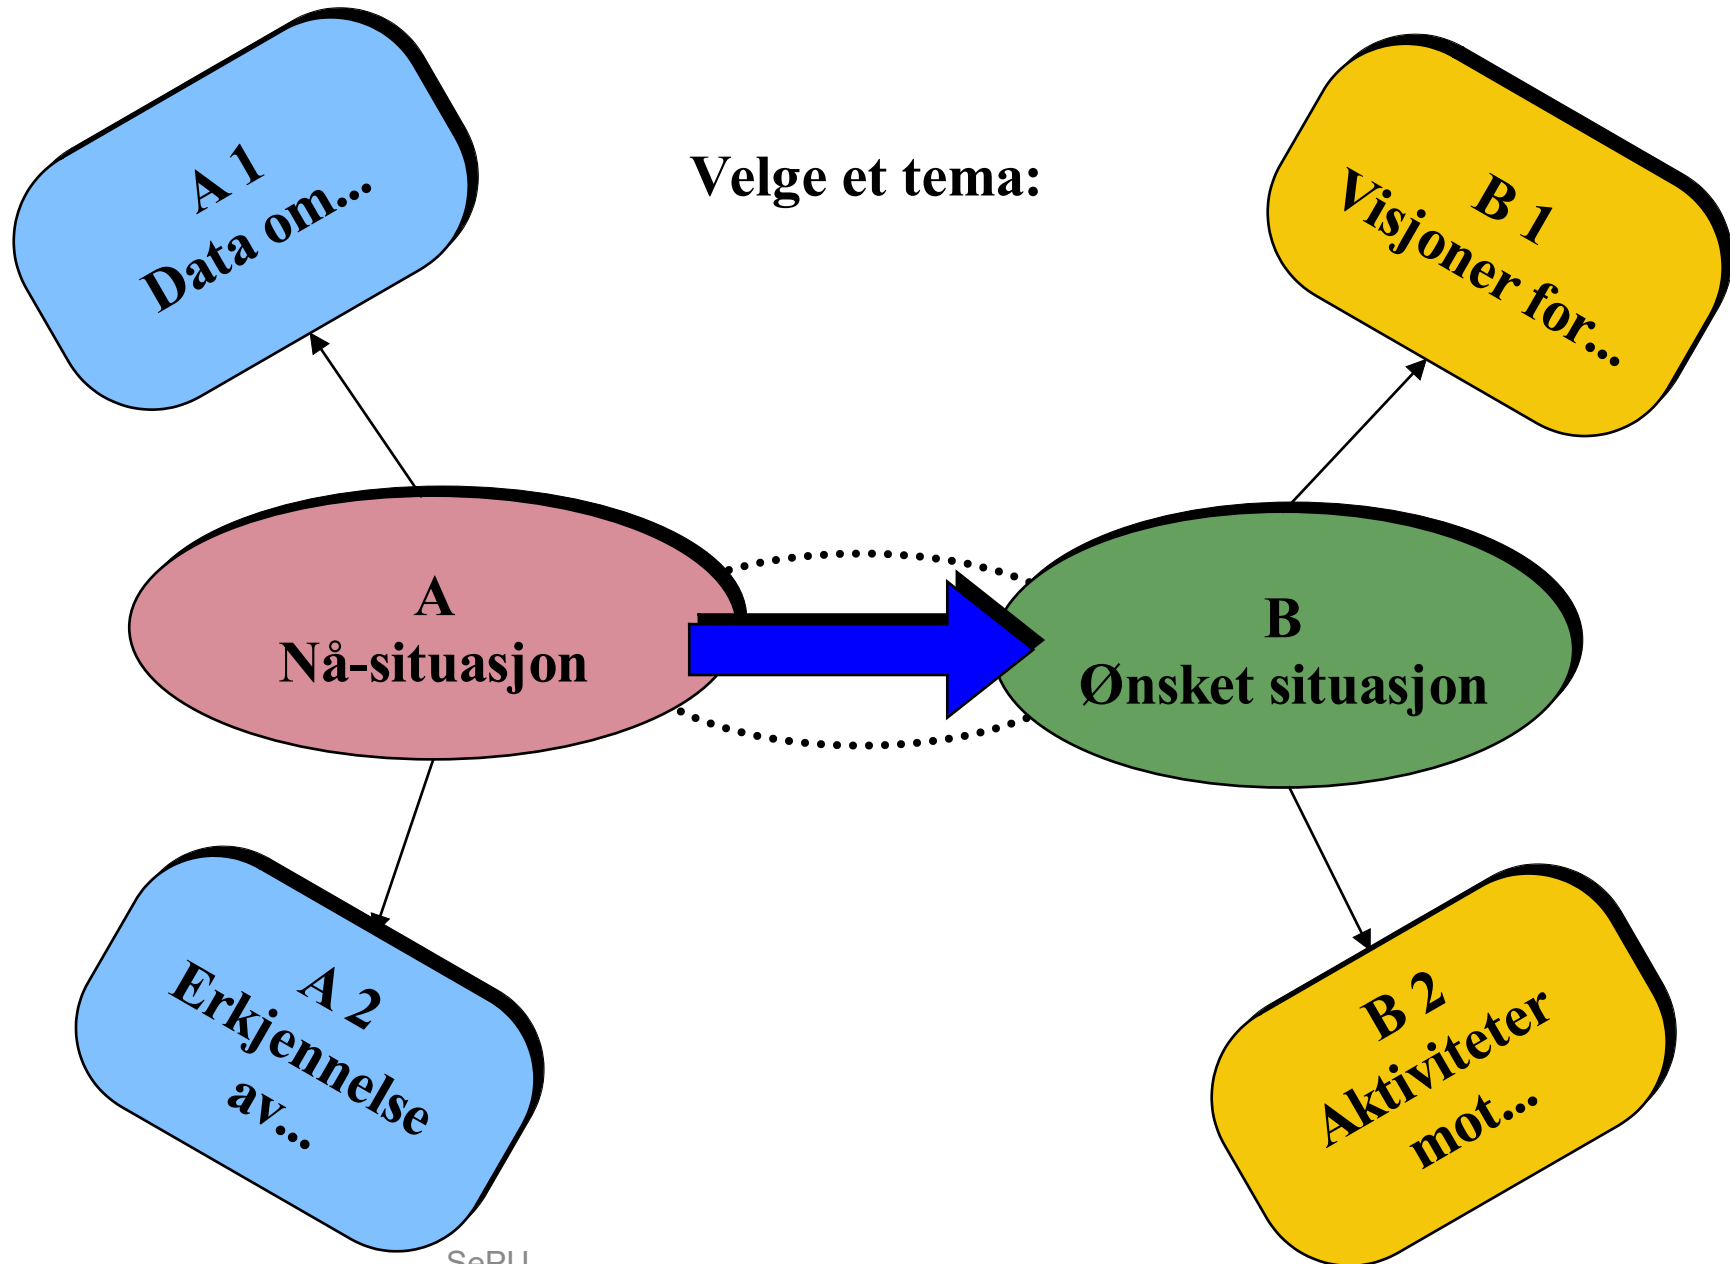 A 1
Data om...
Velge et tema:
B 1
Visjoner for...
A
Nå-situasjon
B
Ønsket situasjon
A 2
Erkjennelse
av...
B 2
Aktiviteter
mot...
SePU